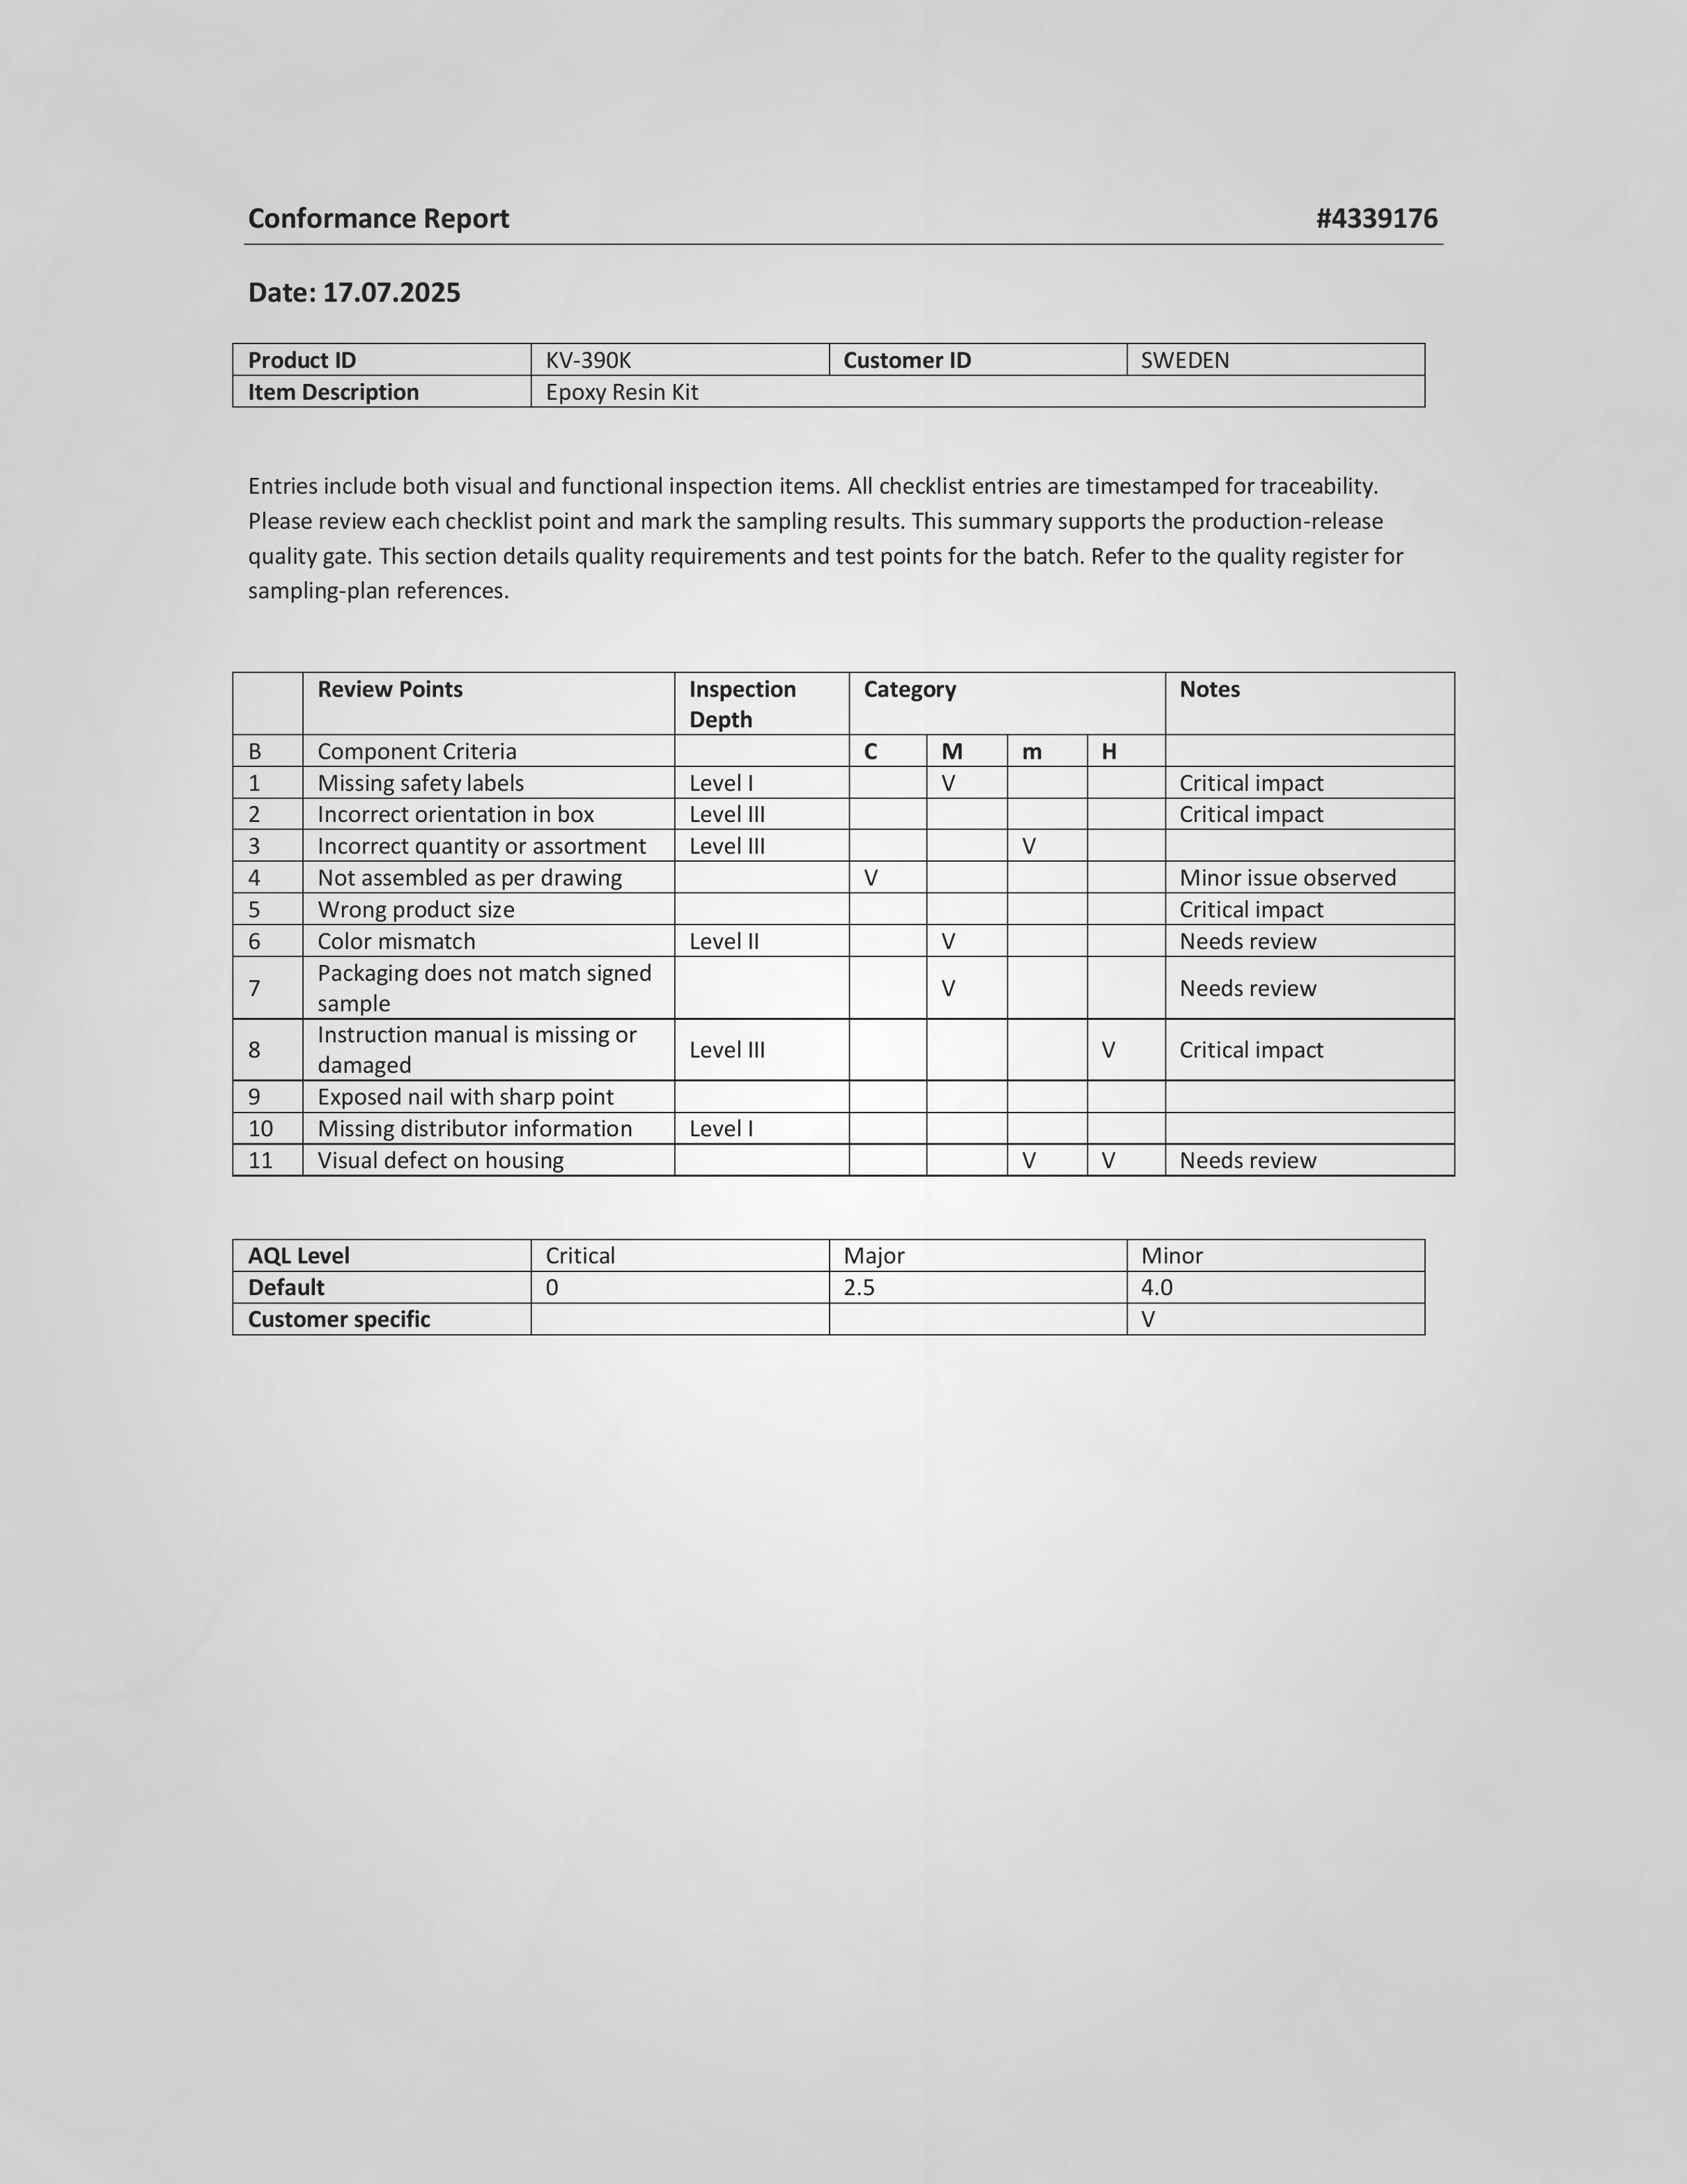 Conformance Report #4339176
Date: 17.07.2025
Product ID KV-390K Customer ID SWEDEN
Item Description Epoxy Resin Kit
Entries include both visual and functional inspection items. All checklist entries are timestamped for traceability.
Please review each checklist point and mark the sampling results. This summary supports the production-release
quality gate. This section details quality requirements and test points for the batch. Refer to the quality register for
sampling-plan references.
Review Points Inspection Depth Category Notes
B Component Criteria C M m H
1 Missing safety labels Level I V Critical impact
2 Incorrect orientation in box Level III Critical impact
3 Incorrect quantity or assortment Level III V
4 Not assembled as per drawing V Minor issue observed
5 Wrong product size Critical impact
6 Color mismatch Level II V Needs review
7 Packaging does not match signed sample V Needs review
8 Instruction manual is missing or damaged Level III V Critical impact
9 Exposed nail with sharp point
10 Missing distributor information Level I
11 Visual defect on housing V V Needs review
AQL Level Critical Major Minor
Default 0 2.5 4.0
Customer specific V